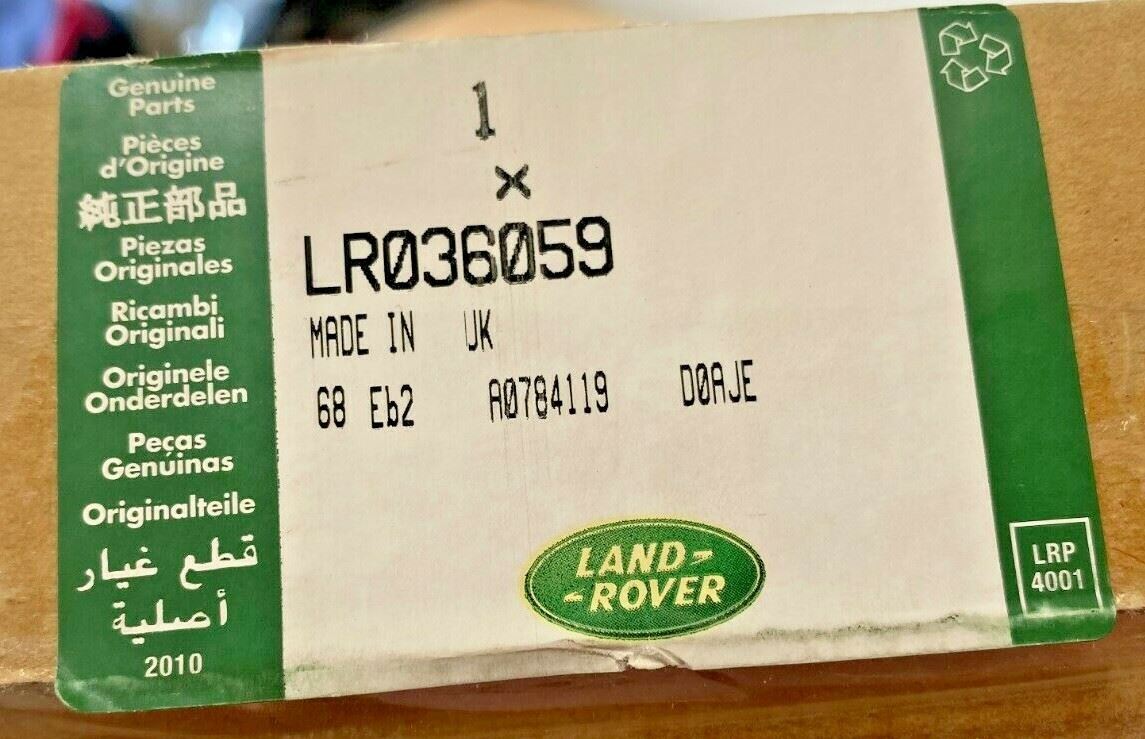 Genuine
Parts
Pièces
d'Origine
純正部品
Piezas
Originales
Ricambi
Originali
Originele
Onderdelen
Peças
Genúinas
Originalteile
قطع غيار
أصلية
2010
1
x
LR036059
MADE IN UK
68 Eb2 A0784119 D0AJE
LAND-
-ROVER
LRP
4001